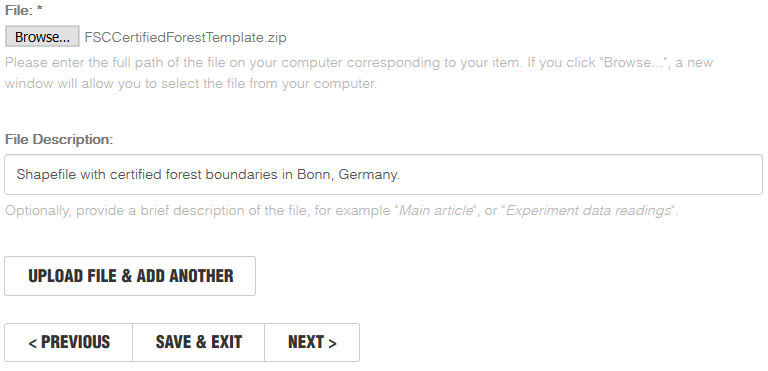 File: *
Browse... FSCCertifiedForestTemplate.zip
Please enter the full path of the file on your computer corresponding to your item. If you click "Browse...", a new
window will allow you to select the file from your computer.
File Description:
Shapefile with certified forest boundaries in Bonn, Germany.
Optionally, provide a brief description of the file, for example "Main article", or "Experiment data readings".
UPLOAD FILE & ADD ANOTHER
< PREVIOUS SAVE & EXIT NEXT >